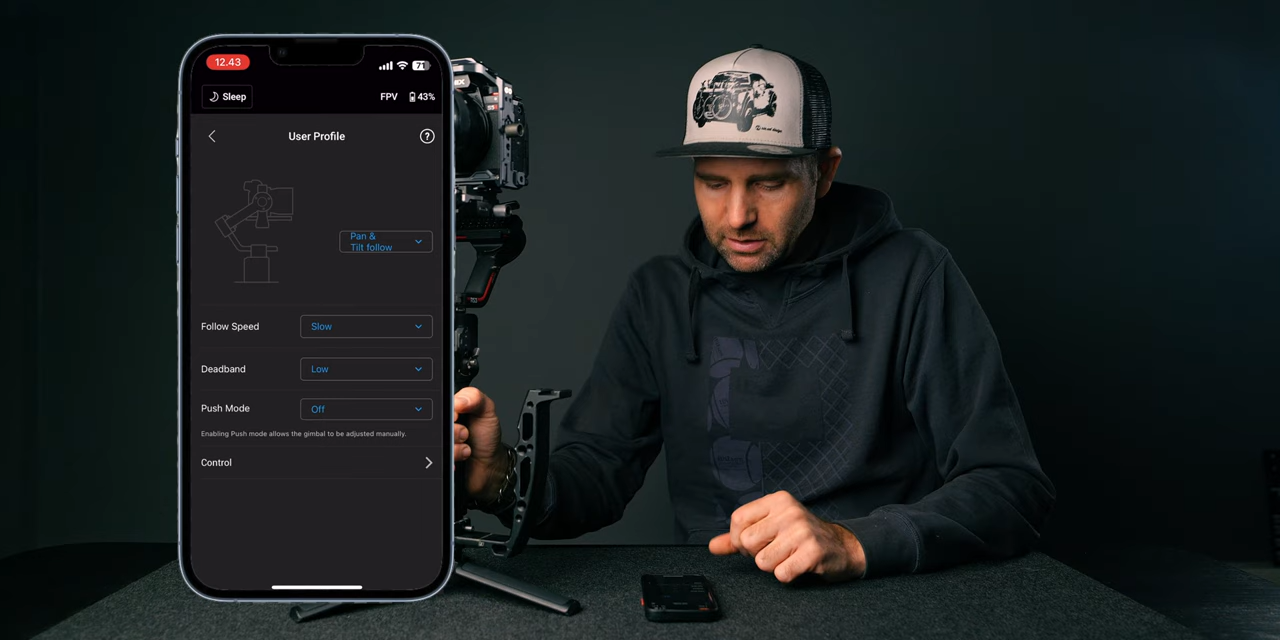 12.43
71
Sleep
FPV
43%
User Profile
?
Pan &
Tilt follow
Follow Speed
Slow
Deadband
Low
Push Mode
Off
Enabling Push mode allows the gimbal to be adjusted manually.
Control